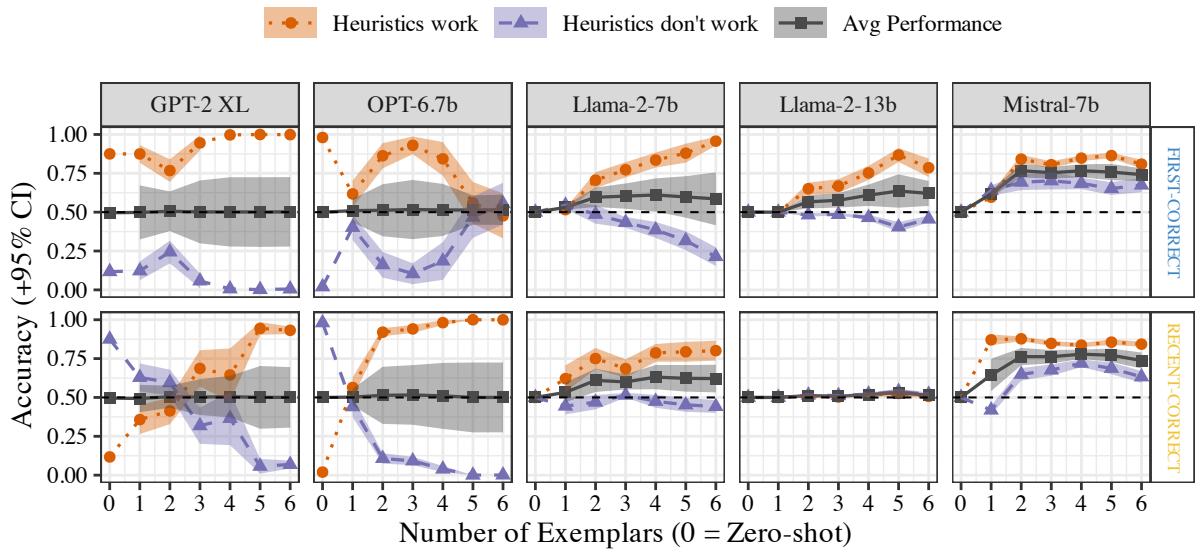 Heuristics work Heuristics don't work Avg Performance
GPT-2 XL OPT-6.7b Llama-2-7b Llama-2-13b Mistral-7b
Accuracy (+95% CI)
1.00
0.75
0.50
0.25
0.00
FIRST-CORRECT
1.00
0.75
0.50
0.25
0.00
RECENT-CORRECT
0 1 2 3 4 5 6 0 1 2 3 4 5 6 0 1 2 3 4 5 6 0 1 2 3 4 5 6 0 1 2 3 4 5 6
Number of Exemplars (0 = Zero-shot)